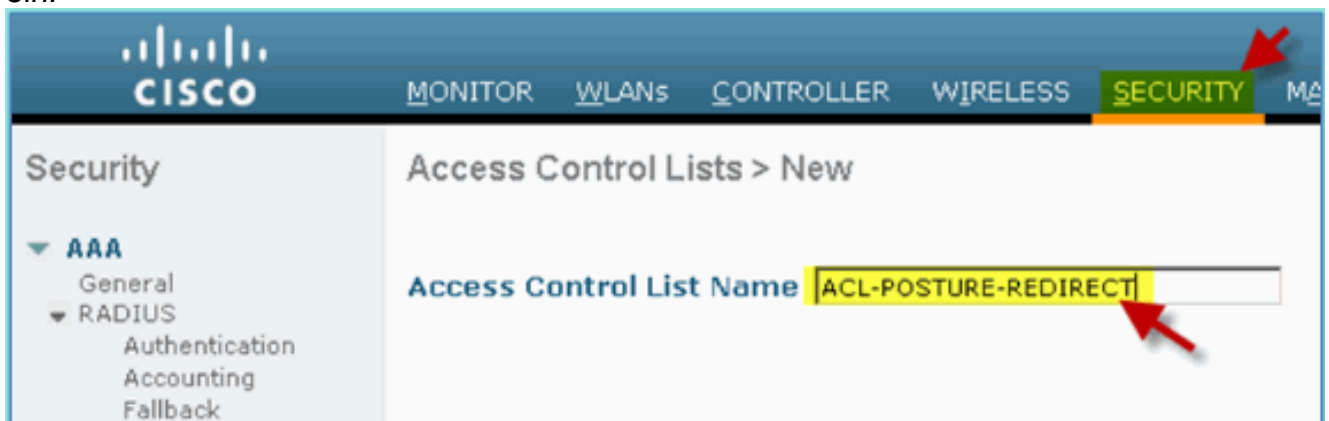 CISCO
MONITOR WLANs CONTROLLER WIRELESS SECURITY
Security
Access Control Lists > New
AAA
General
RADIUS
Authentication
Accounting
Fallback
Access Control List Name ACL-POSTURE-REDIRECT